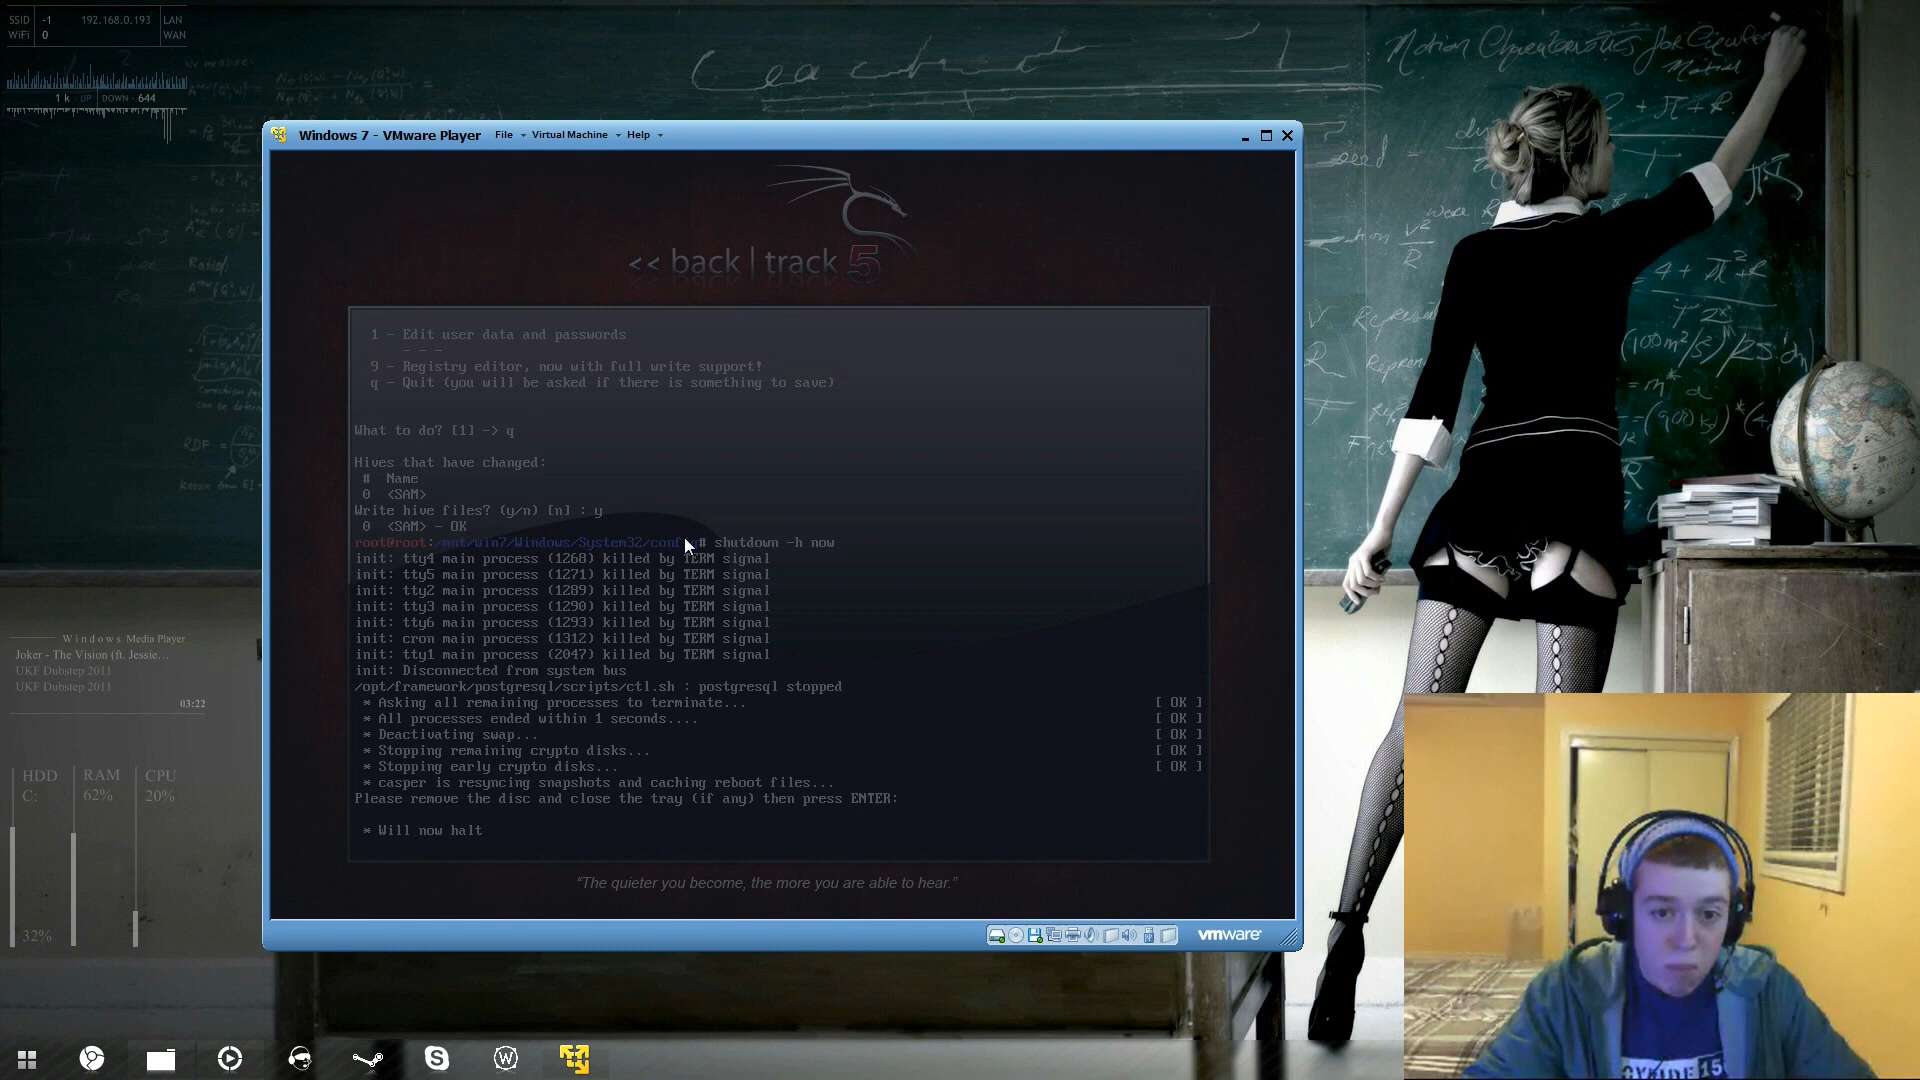 SSID -1 192.168.0.193 LAN
WiFi 0 WAN
1 k - UP DOWN - 644
Windows 7 - VMware Player File Virtual Machine Help
<< back | track 5
1 - Edit user data and passwords
- - -
9 - Registry editor, now with full write support!
q - Quit (you will be asked if there is something to save)
What to do? [1] -> q
Hives that have changed:
# Name
0 <SAM>
Write hive files? (y/n) [n] : y
0 <SAM> - OK
root@root:/mnt/win7/Windows/System32/config# shutdown -h now
init: tty4 main process (1268) killed by TERM signal
init: tty5 main process (1271) killed by TERM signal
init: tty2 main process (1289) killed by TERM signal
init: tty3 main process (1290) killed by TERM signal
init: tty6 main process (1293) killed by TERM signal
init: cron main process (1312) killed by TERM signal
init: tty1 main process (2047) killed by TERM signal
init: Disconnected from system bus
/opt/framework/postgresql/scripts/ctl.sh : postgresql stopped
* Asking all remaining processes to terminate... [ OK ]
* All processes ended within 1 seconds.... [ OK ]
* Deactivating swap... [ OK ]
* Stopping remaining crypto disks... [ OK ]
* Stopping early crypto disks... [ OK ]
* casper is resyncing snapshots and caching reboot files...
Please remove the disc and close the tray (if any) then press ENTER:
* Will now halt
“The quieter you become, the more you are able to hear.”
vmware
Windows Media Player
Joker - The Vision (ft. Jessie...
UKF Dubstep 2011
UKF Dubstep 2011
03:22
HDD RAM CPU
C: 62% 20%
32%
Motion Characteristics for Circular
Motion